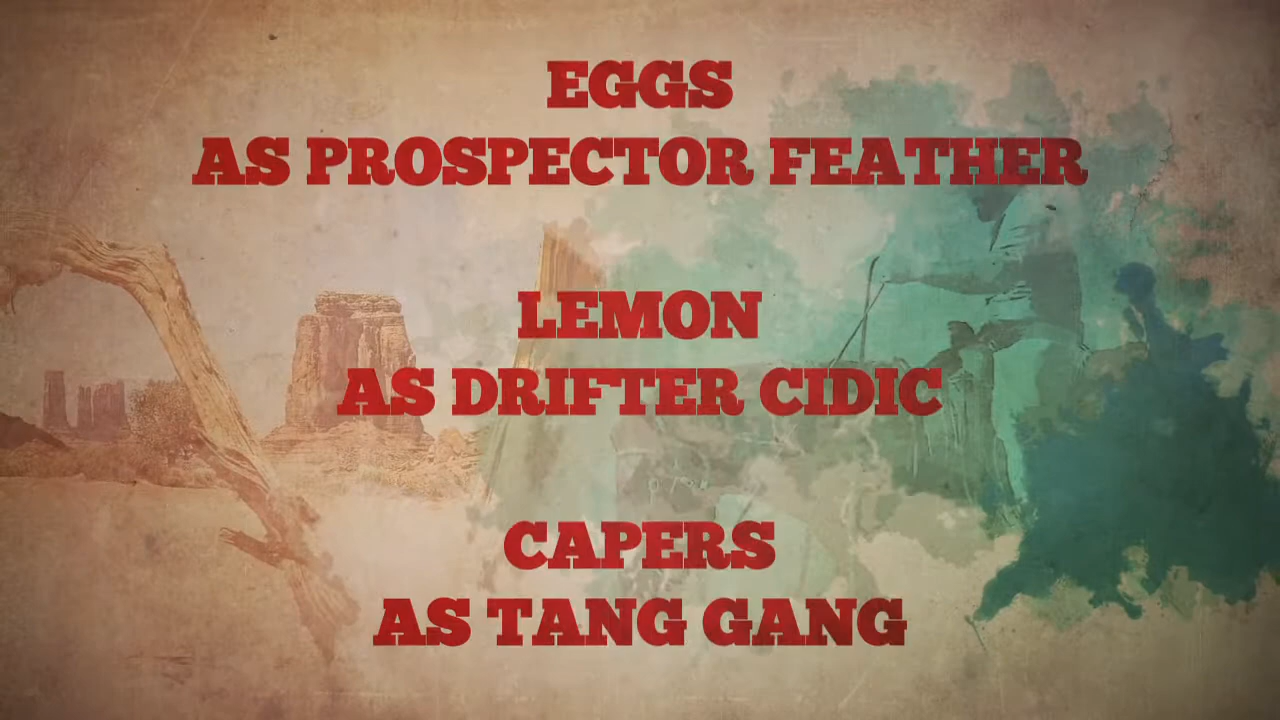 EGGS
AS PROSPECTOR FEATHER
LEMON
AS DRIFTER CIDIC
CAPERS
AS TANG GANG